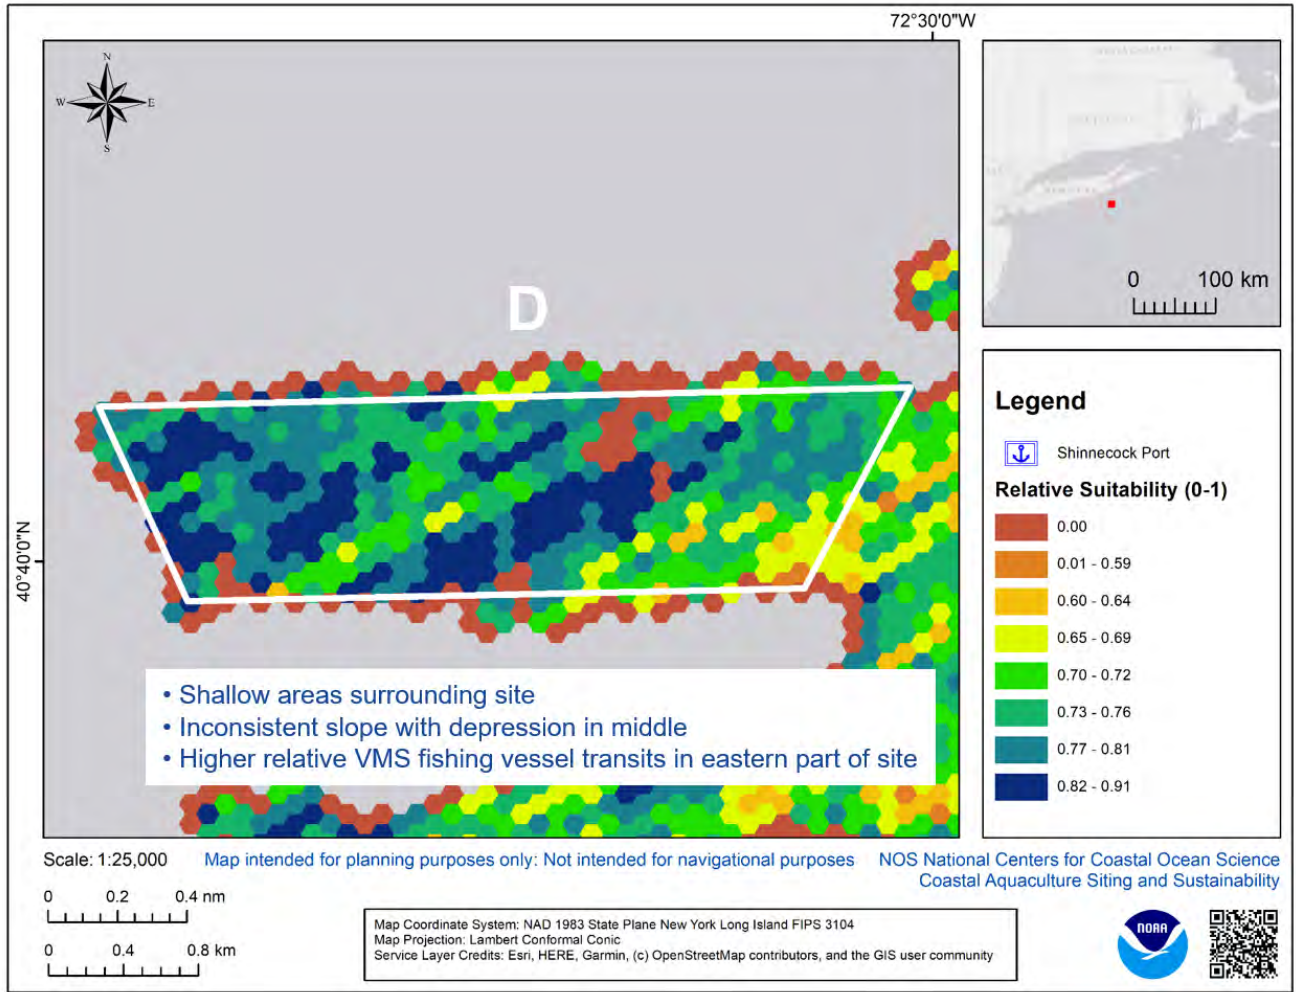 72°30'0"W
N
W
E
S
D
40°40'0"N
• Shallow areas surrounding site
• Inconsistent slope with depression in middle
• Higher relative VMS fishing vessel transits in eastern part of site
0 100 km
Legend
Shinnecock Port
Relative Suitability (0-1)
0.00
0.01 - 0.59
0.60 - 0.64
0.65 - 0.69
0.70 - 0.72
0.73 - 0.76
0.77 - 0.81
0.82 - 0.91
Scale: 1:25,000
Map intended for planning purposes only: Not intended for navigational purposes
NOS National Centers for Coastal Ocean Science
Coastal Aquaculture Siting and Sustainability
0 0.2 0.4 nm
0 0.4 0.8 km
Map Coordinate System: NAD 1983 State Plane New York Long Island FIPS 3104
Map Projection: Lambert Conformal Conic
Service Layer Credits: Esri, HERE, Garmin, (c) OpenStreetMap contributors, and the GIS user community
NOAA